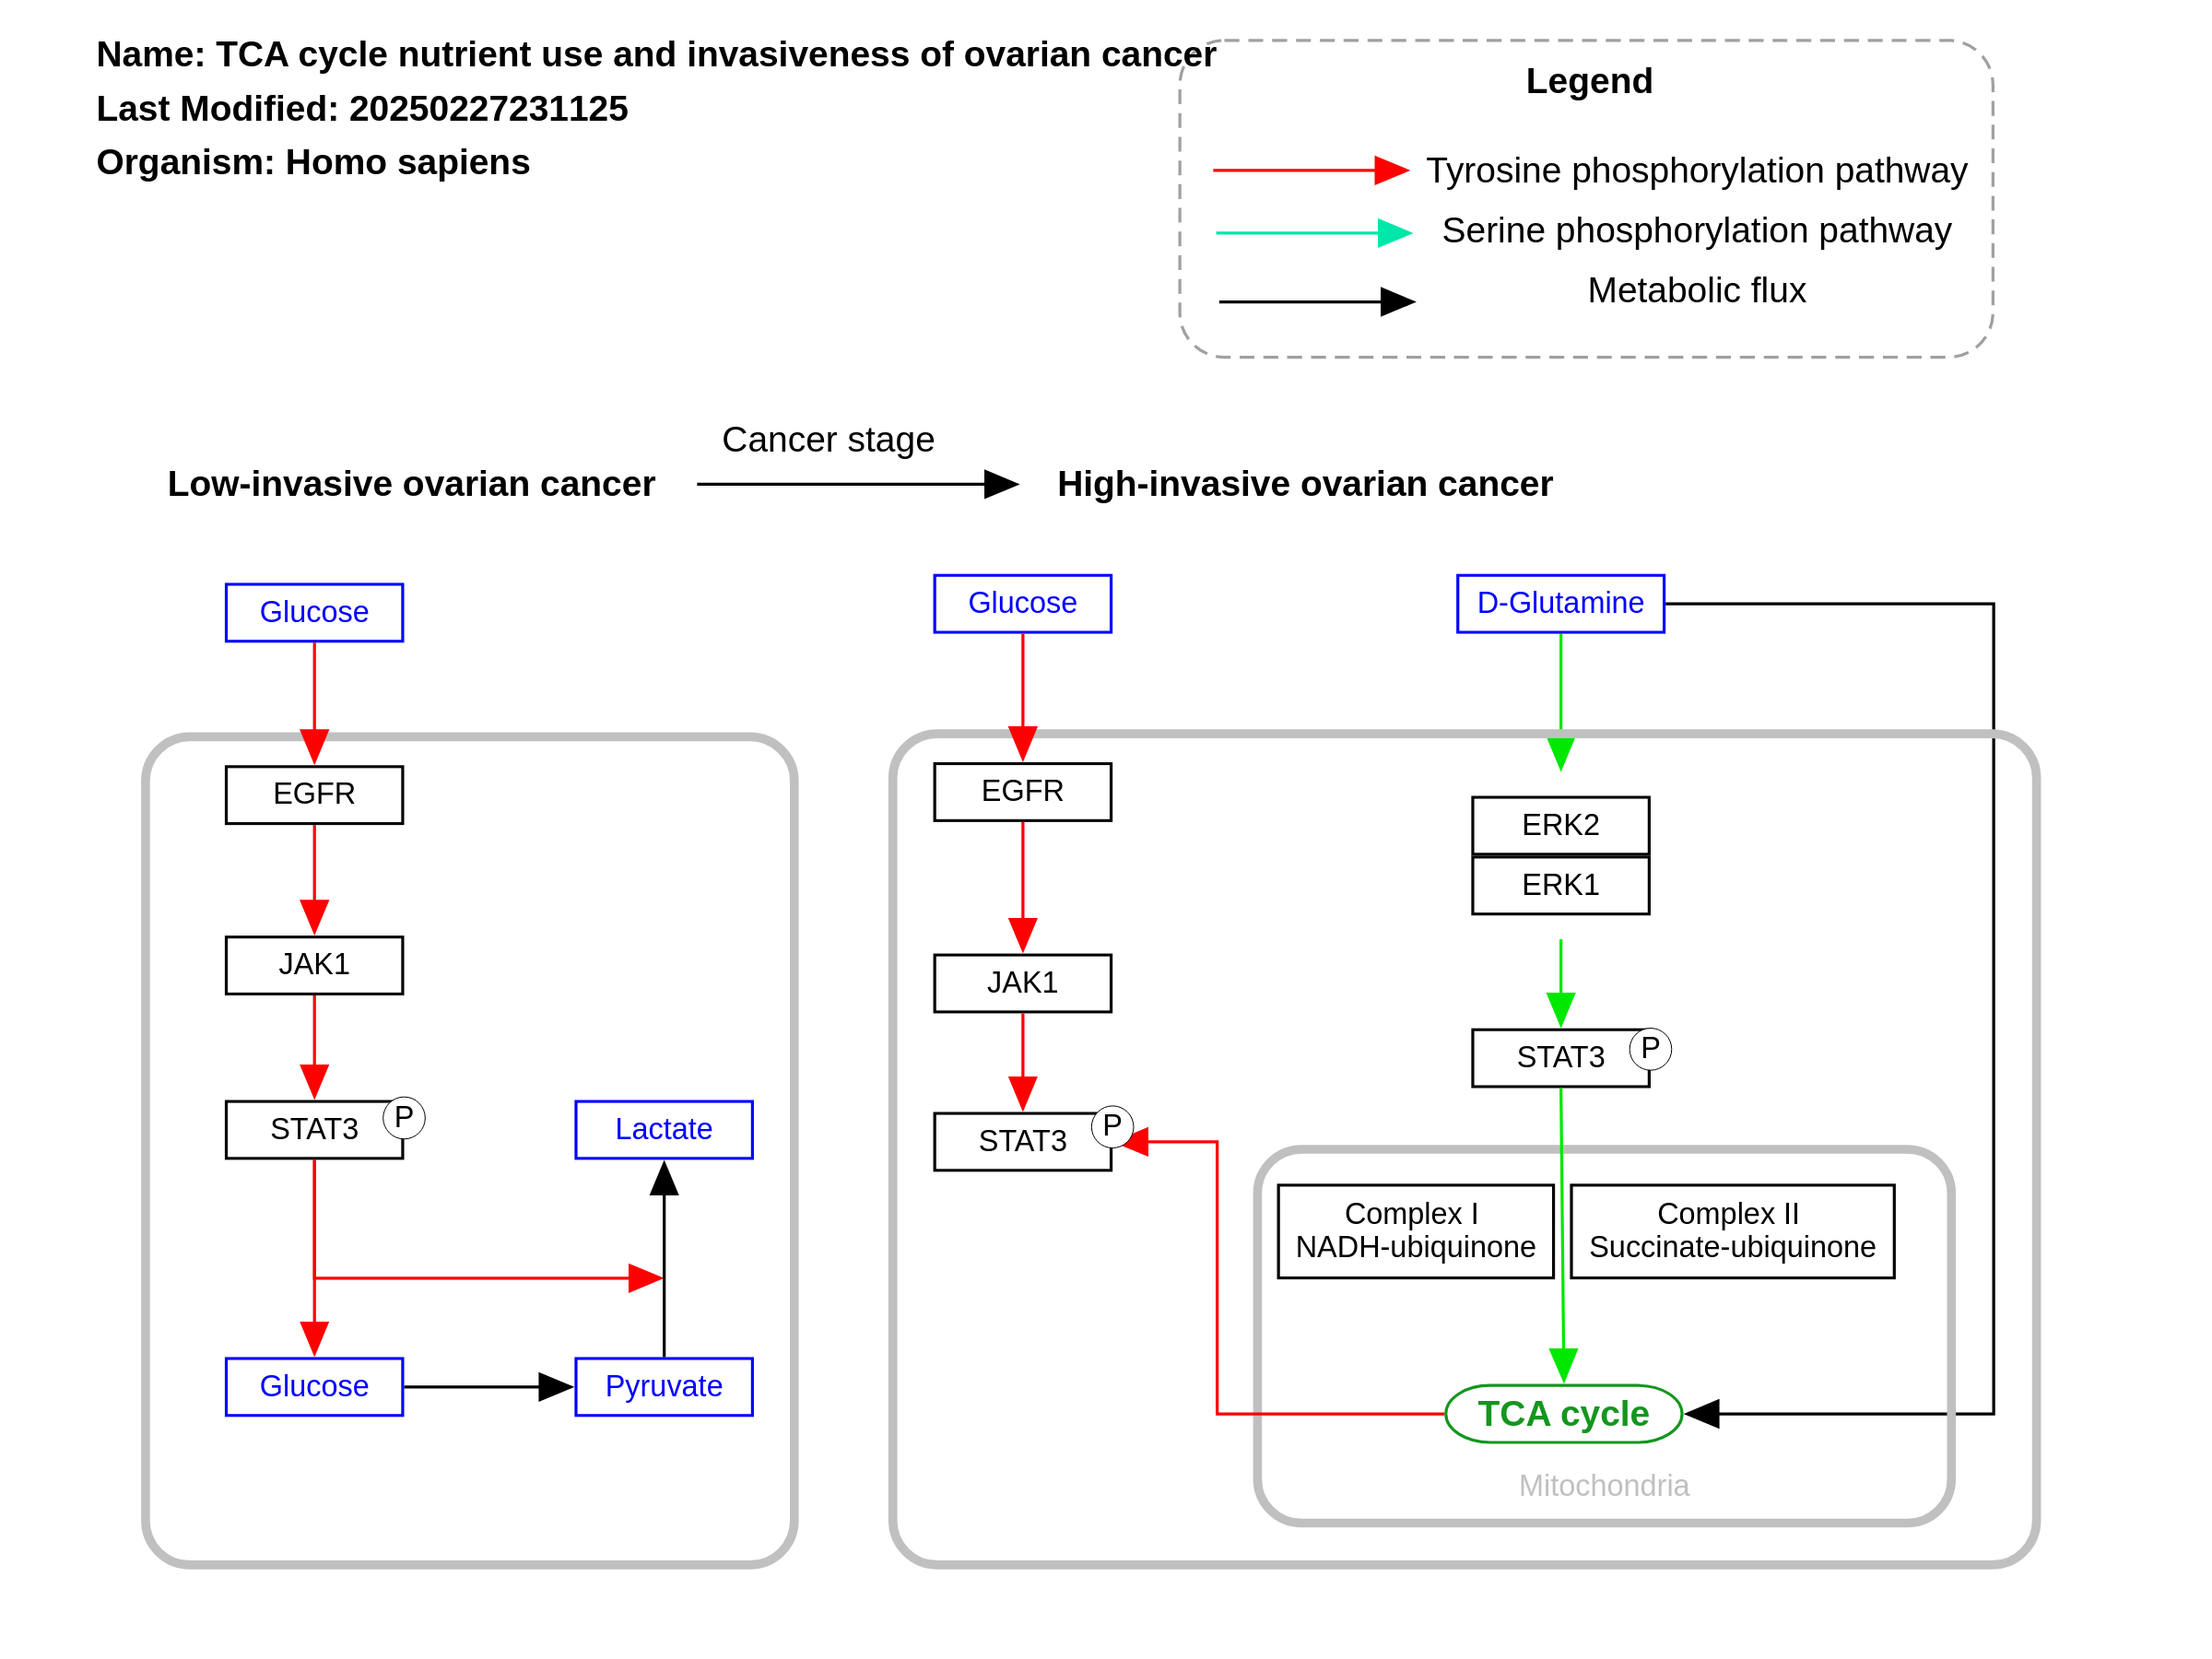 Name: TCA cycle nutrient use and invasiveness of ovarian cancer
Last Modified: 20250227231125
Organism: Homo sapiens
Legend
Tyrosine phosphorylation pathway
Serine phosphorylation pathway
Metabolic flux
Cancer stage
Low-invasive ovarian cancer
High-invasive ovarian cancer
Glucose
EGFR
JAK1
STAT3
P
Lactate
Glucose
Pyruvate
Glucose
D-Glutamine
EGFR
ERK2
ERK1
JAK1
STAT3
P
STAT3
P
Complex I
NADH-ubiquinone
Complex II
Succinate-ubiquinone
TCA cycle
Mitochondria